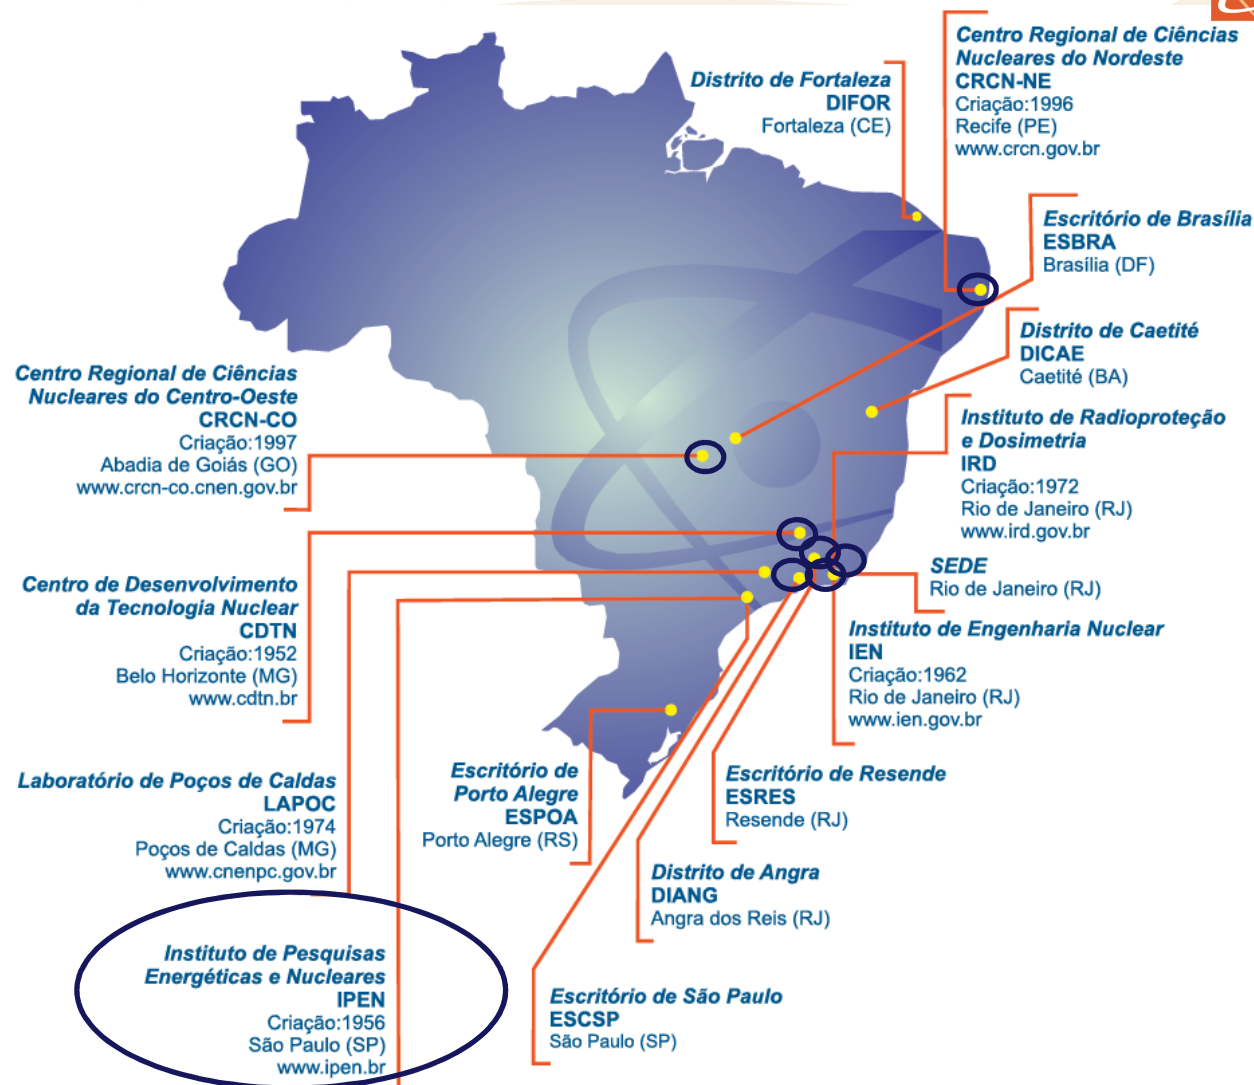 Centro Regional de Ciências
Nucleares do Nordeste
CRCN-NE
Criação:1996
Recife (PE)
www.crcn.gov.br
Distrito de Fortaleza
DIFOR
Fortaleza (CE)
Escritório de Brasília
ESBRA
Brasília (DF)
Distrito de Caetité
DICAE
Caetité (BA)
Centro Regional de Ciências
Nucleares do Centro-Oeste
CRCN-CO
Criação:1997
Abadia de Goiás (GO)
www.crcn-co.cnen.gov.br
Instituto de Radioproteção
e Dosimetria
IRD
Criação:1972
Rio de Janeiro (RJ)
www.ird.gov.br
SEDE
Rio de Janeiro (RJ)
Centro de Desenvolvimento
da Tecnologia Nuclear
CDTN
Criação:1952
Belo Horizonte (MG)
www.cdtn.br
Instituto de Engenharia Nuclear
IEN
Criação:1962
Rio de Janeiro (RJ)
www.ien.gov.br
Laboratório de Poços de Caldas
LAPOC
Criação:1974
Poços de Caldas (MG)
www.cnenpc.gov.br
Escritório de
Porto Alegre
ESPOA
Porto Alegre (RS)
Escritório de Resende
ESRES
Resende (RJ)
Distrito de Angra
DIANG
Angra dos Reis (RJ)
Instituto de Pesquisas
Energéticas e Nucleares
IPEN
Criação:1956
São Paulo (SP)
www.ipen.br
Escritório de São Paulo
ESCSP
São Paulo (SP)